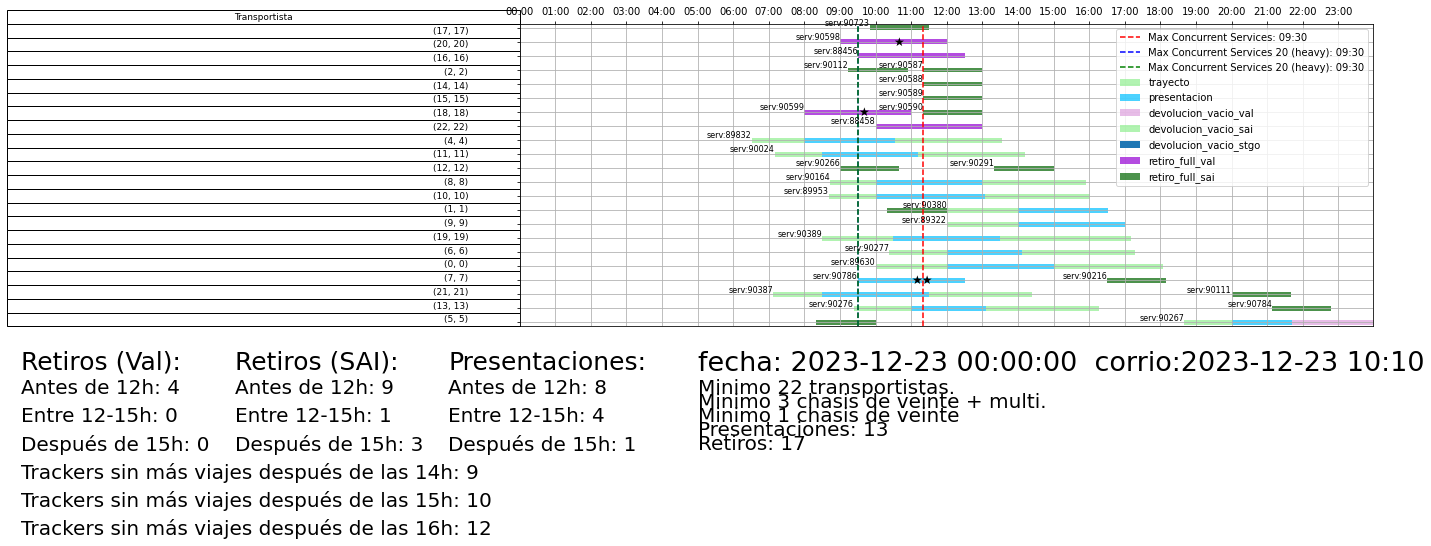 Transportista
00:00 01:00 02:00 03:00 04:00 05:00 06:00 07:00 08:00 09:00 10:00 11:00 12:00 13:00 14:00 15:00 16:00 17:00 18:00 19:00 20:00 21:00 22:00 23:00
(17, 17)
(20, 20)
(16, 16)
(2, 2)
(14, 14)
(15, 15)
(18, 18)
(22, 22)
(4, 4)
(11, 11)
(12, 12)
(8, 8)
(10, 10)
(1, 1)
(9, 9)
(19, 19)
(6, 6)
(0, 0)
(7, 7)
(21, 21)
(13, 13)
(5, 5)
serv:90723
serv:90598
serv:88456
serv:90112 serv:90587
serv:90588
serv:90589
serv:90599 serv:90590
serv:88458
serv:89832
serv:90024
serv:90266 serv:90291
serv:90164
serv:89953
serv:90380
serv:89322
serv:90389
serv:90277
serv:89630
serv:90786 serv:90216
serv:90387 serv:90111
serv:90276 serv:90784
serv:90267
Max Concurrent Services: 09:30
Max Concurrent Services 20 (heavy): 09:30
Max Concurrent Services 20 (heavy): 09:30
trayecto
presentacion
devolucion_vacio_val
devolucion_vacio_sai
devolucion_vacio_stgo
retiro_full_val
retiro_full_sai
Retiros (Val):
Antes de 12h: 4
Entre 12-15h: 0
Después de 15h: 0
Retiros (SAI):
Antes de 12h: 9
Entre 12-15h: 1
Después de 15h: 3
Presentaciones:
Antes de 12h: 8
Entre 12-15h: 4
Después de 15h: 1
Trackers sin más viajes después de las 14h: 9
Trackers sin más viajes después de las 15h: 10
Trackers sin más viajes después de las 16h: 12
fecha: 2023-12-23 00:00:00 corrio:2023-12-23 10:10
Minimo 22 transportistas.
Minimo 3 chasis de veinte + multi.
Minimo 1 chasis de veinte
Presentaciones: 13
Retiros: 17